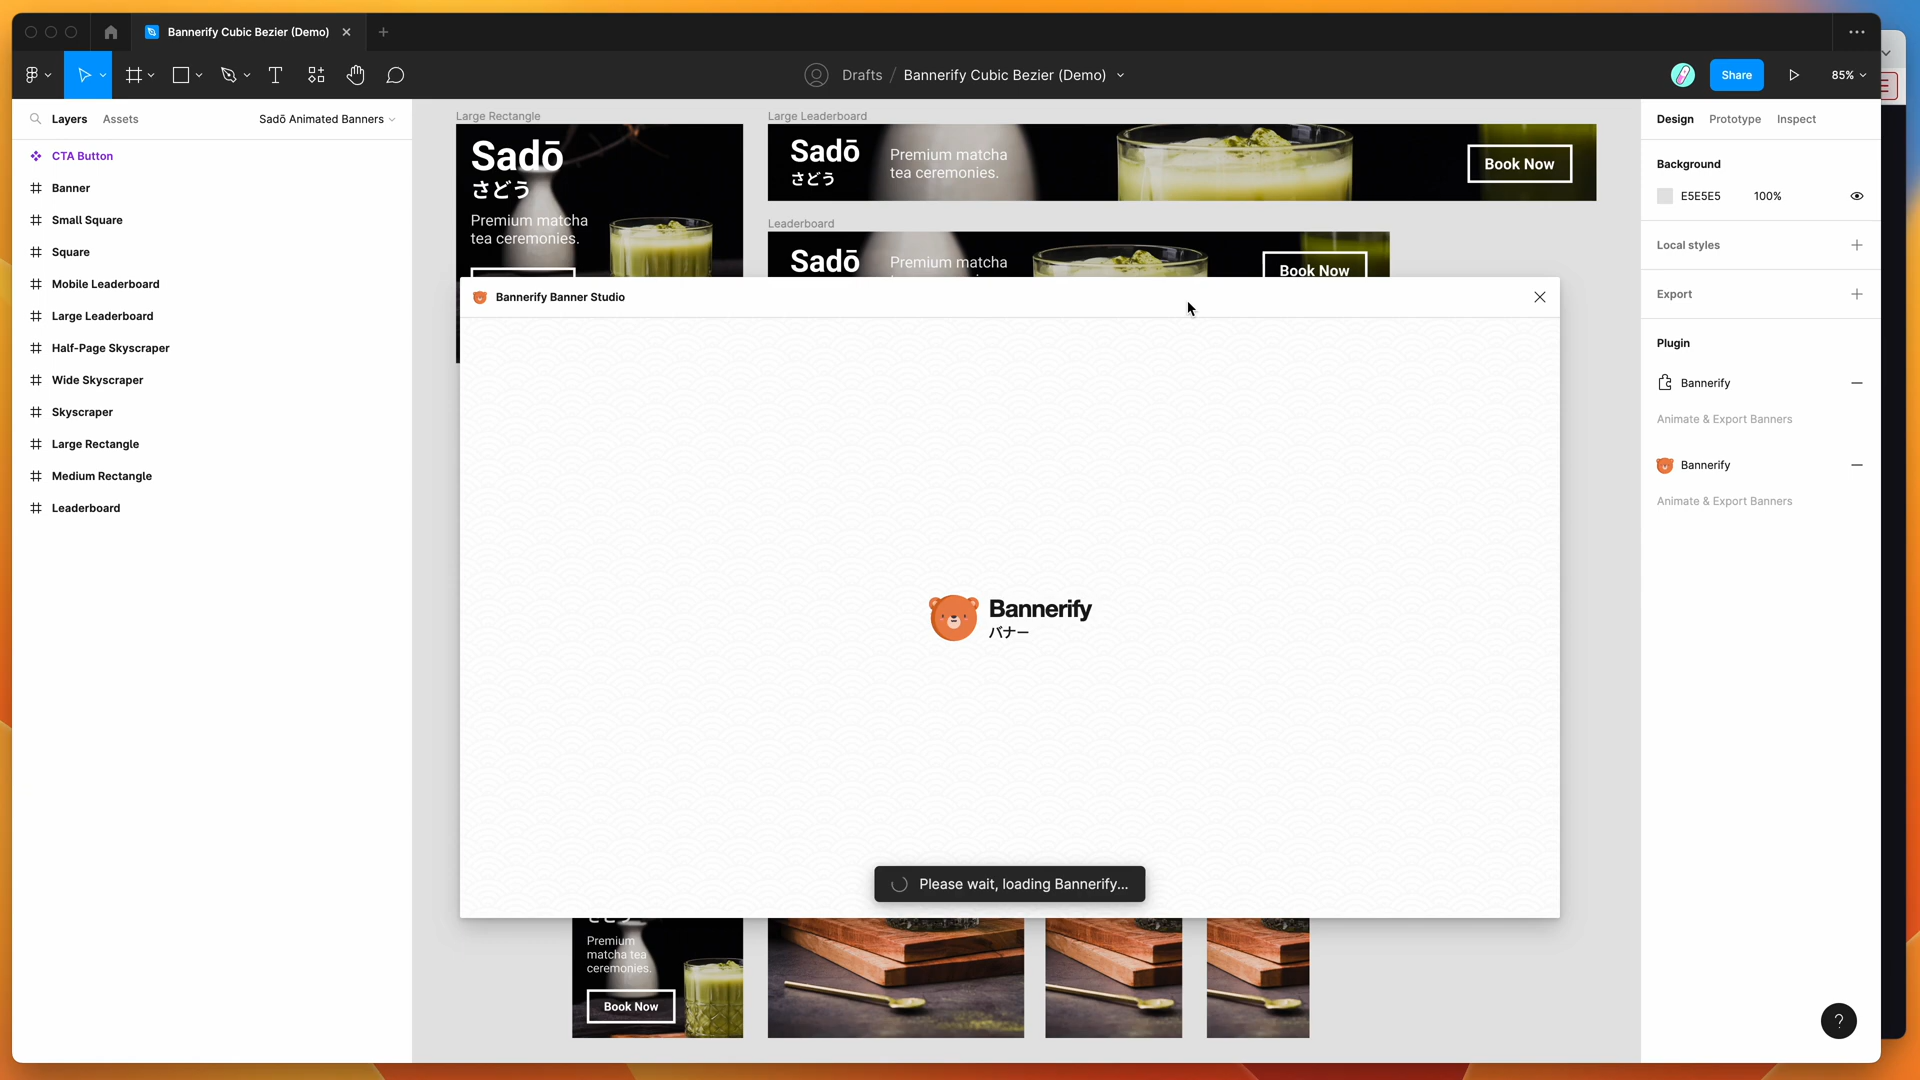 Bannerify Cubic Bezier (Demo)
Drafts / Bannerify Cubic Bezier (Demo)
Share
85%
Layers
Assets
Sadō Animated Banners
CTA Button
Banner
Small Square
Square
Mobile Leaderboard
Large Leaderboard
Half-Page Skyscraper
Wide Skyscraper
Skyscraper
Large Rectangle
Medium Rectangle
Leaderboard
Large Rectangle
Sadō
さどう
Premium matcha
tea ceremonies.
Large Leaderboard
Sadō
さどう
Premium matcha
tea ceremonies.
Book Now
Leaderboard
Sadō
Premium matcha
Book Now
Bannerify Banner Studio
Bannerify
バナー
Please wait, loading Bannerify...
Premium
matcha tea
ceremonies.
Book Now
Design
Prototype
Inspect
Background
E5E5E5
100%
Local styles
Export
Plugin
Bannerify
Animate & Export Banners
Bannerify
Animate & Export Banners
?